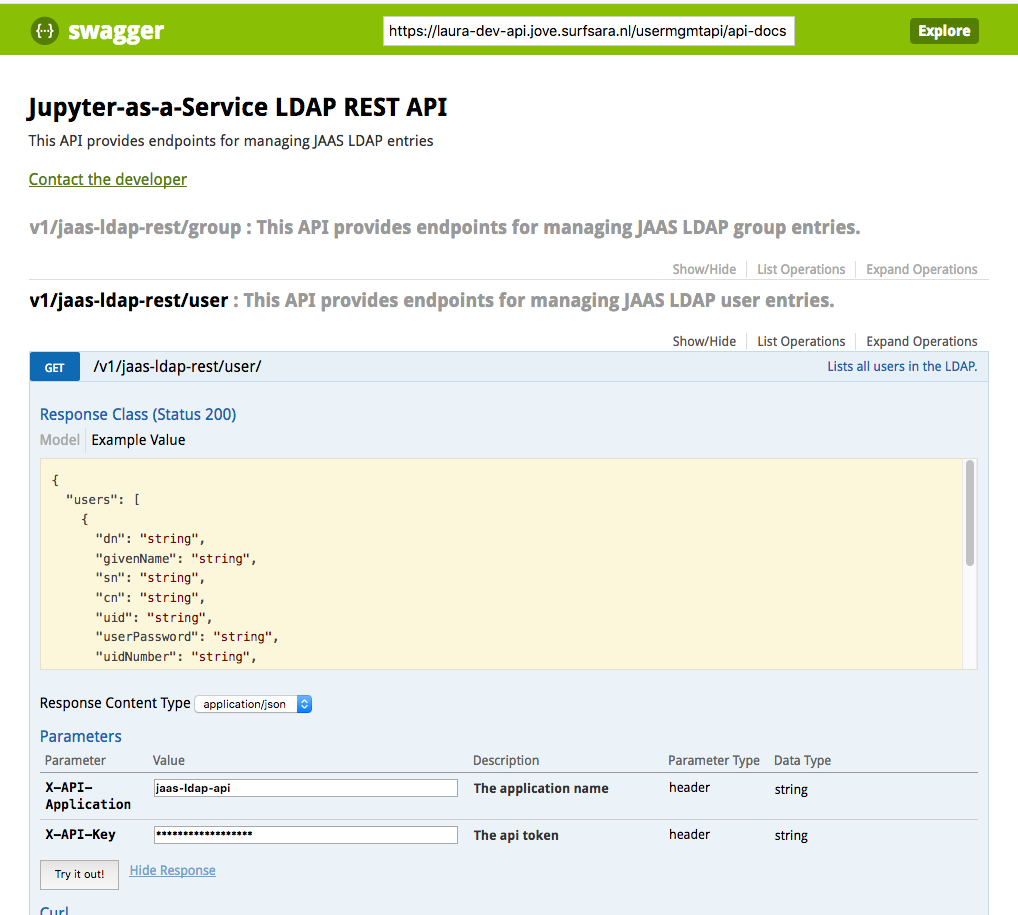 {··} swagger https://laura-dev-api.jove.surfsara.nl/usermgmtapi/api-docs Explore
Jupyter-as-a-Service LDAP REST API
This API provides endpoints for managing JAAS LDAP entries
Contact the developer
v1/jaas-ldap-rest/group : This API provides endpoints for managing JAAS LDAP group entries.
Show/Hide List Operations Expand Operations
v1/jaas-ldap-rest/user : This API provides endpoints for managing JAAS LDAP user entries.
Show/Hide List Operations Expand Operations
GET /v1/jaas-ldap-rest/user/ Lists all users in the LDAP.
Response Class (Status 200)
Model Example Value
{
"users": [
{
"dn": "string",
"givenName": "string",
"sn": "string",
"cn": "string",
"uid": "string",
"userPassword": "string",
"uidNumber": "string",
Response Content Type application/json
Parameters
Parameter Value Description Parameter Type Data Type
X-API-Application jaas-ldap-api The application name header string
X-API-Key ****************** The api token header string
Try it out! Hide Response
Curl